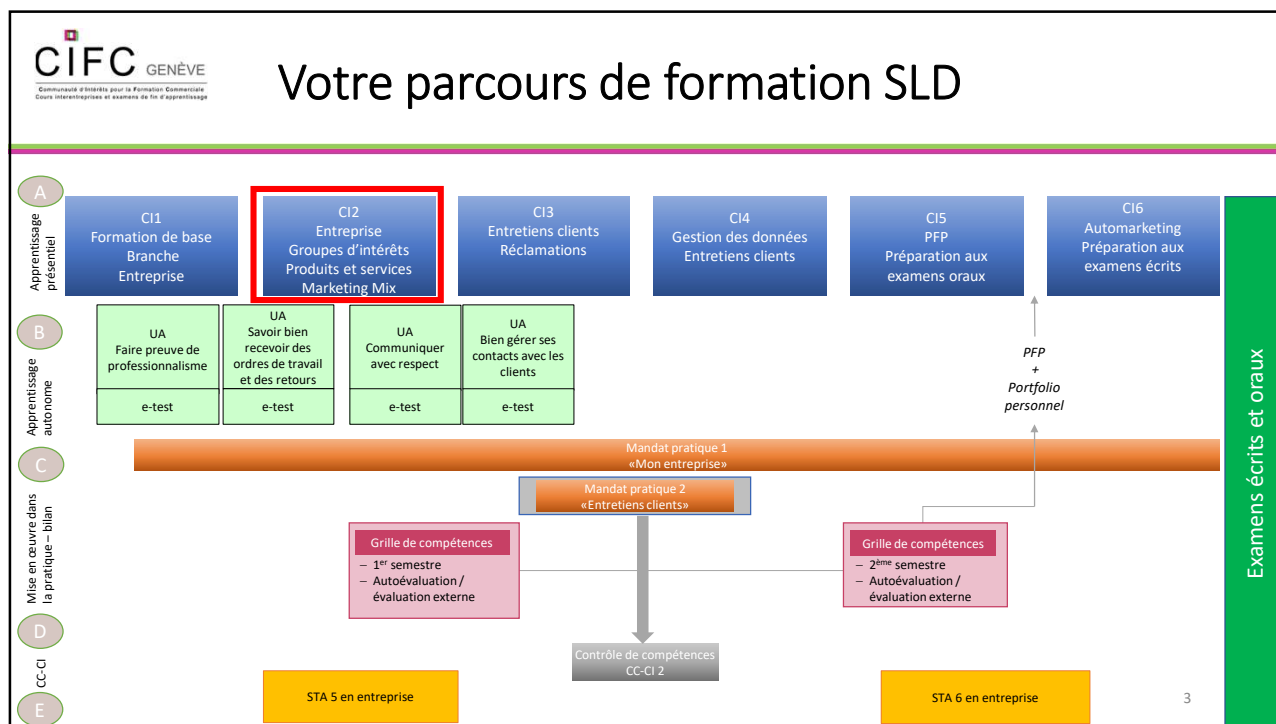 CIFC GENÈVE
Communauté d'Intérêts pour la Formation Commerciale
Cours interentreprises et examens de fin d'apprentissage
Votre parcours de formation SLD
A
Apprentissage
présentiel
CI1
Formation de base
Branche
Entreprise
CI2
Entreprise
Groupes d'intérêts
Produits et services
Marketing Mix
CI3
Entretiens clients
Réclamations
CI4
Gestion des données
Entretiens clients
CI5
PFP
Préparation aux
examens oraux
CI6
Automarketing
Préparation aux
examens écrits
Examens écrits et oraux
B
Apprentissage
autonome
UA
Faire preuve de
professionnalisme
e-test
UA
Savoir bien
recevoir des
ordres de travail
et des retours
e-test
UA
Communiquer
avec respect
e-test
UA
Bien gérer ses
contacts avec les
clients
e-test
PFP
+
Portfolio
personnel
C
Mise en œuvre dans
la pratique – bilan
Mandat pratique 1
«Mon entreprise»
Mandat pratique 2
«Entretiens clients»
Grille de compétences
– 1er semestre
– Autoévaluation /
évaluation externe
Grille de compétences
– 2ème semestre
– Autoévaluation /
évaluation externe
D
CC-CI
Contrôle de compétences
CC-CI 2
E
STA 5 en entreprise
STA 6 en entreprise
3